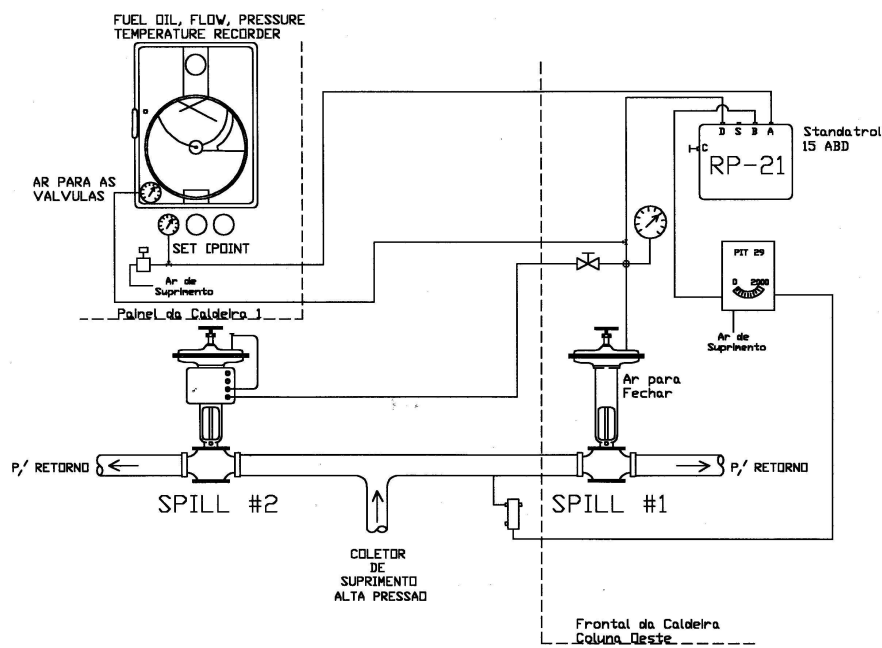 FUEL OIL, FLOW, PRESSURE
TEMPERATURE RECORDER
AR PARA AS
VALVULAS
SET CPOINT
Ar de
Suprimento
Painel da Caldeira 1
D S B A
C
RP-21
Standatrol
15 ABD
PIT 29
0 2000
Ar de
Suprimento
Ar para
Fechar
P/ RETORNO
P/ RETORNO
SPILL #2
SPILL #1
COLETOR
DE
SUPRIMENTO
ALTA PRESSAO
Frontal da Caldeira
Coluna Oeste